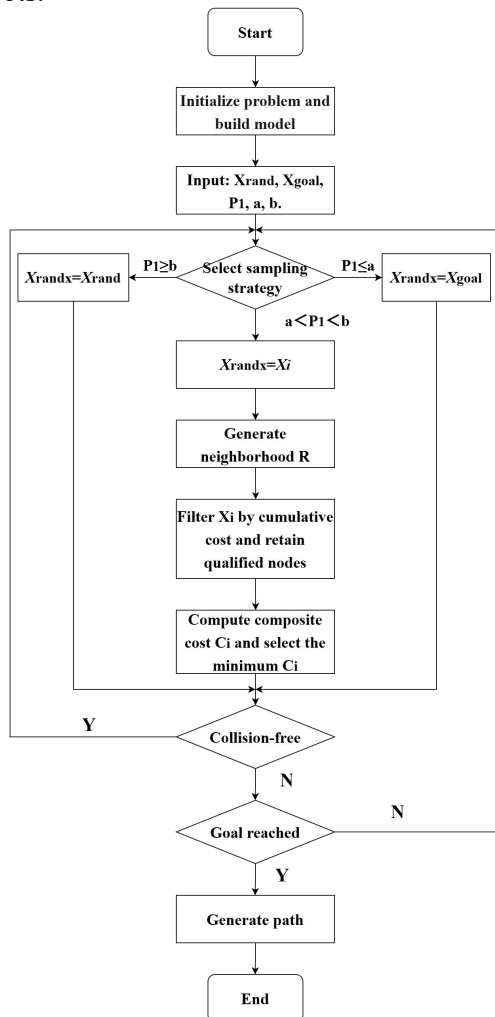 Start
Initialize problem and
build model
Input: Xrand, Xgoal,
P1, a, b.
Select sampling
strategy
P1≥b
Xrandx=Xrand
P1≤a
Xrandx=Xgoal
a<P1<b
Xrandx=Xi
Generate
neighborhood R
Filter Xi by cumulative
cost and retain
qualified nodes
Compute composite
cost Ci and select the
minimum Ci
Y
Collision-free
N
Goal reached
N
Y
Generate path
End